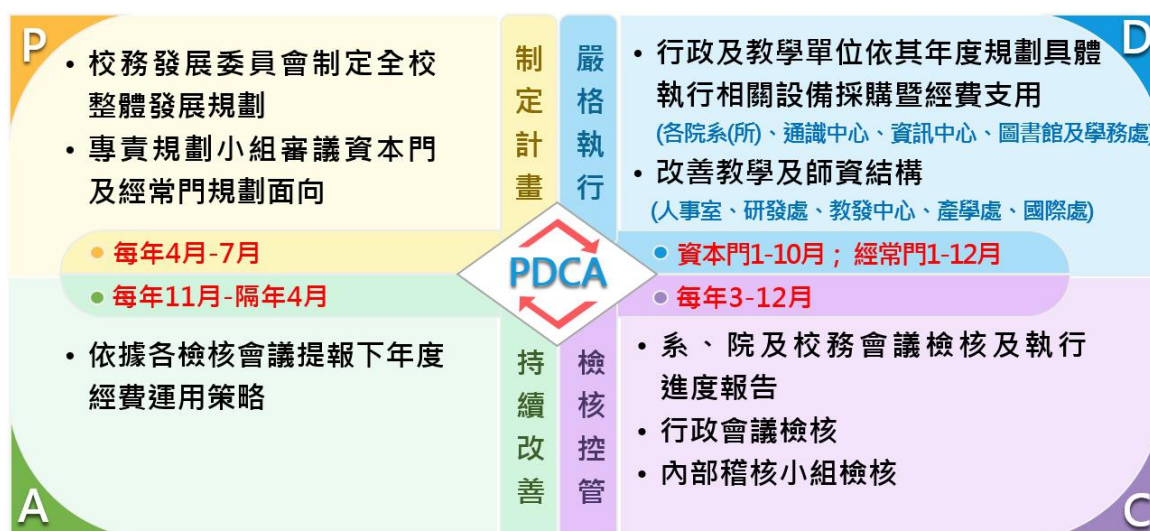 P
• 校務發展委員會制定全校
整體發展規劃
• 專責規劃小組審議資本門
及經常門規劃面向
• 每年4月-7月
制定計畫
嚴格執行
D
• 行政及教學單位依其年度規劃具體
執行相關設備採購暨經費支用
(各院系(所)、通識中心、資訊中心、圖書館及學務處)
• 改善教學及師資結構
(人事室、研發處、教發中心、產學處、國際處)
• 資本門1-10月；經常門1-12月
PDCA
• 每年11月-隔年4月
• 依據各檢核會議提報下年度
經費運用策略
A
持續改善
檢核控管
• 每年3-12月
• 系、院及校務會議檢核及執行
進度報告
• 行政會議檢核
• 內部稽核小組檢核
C